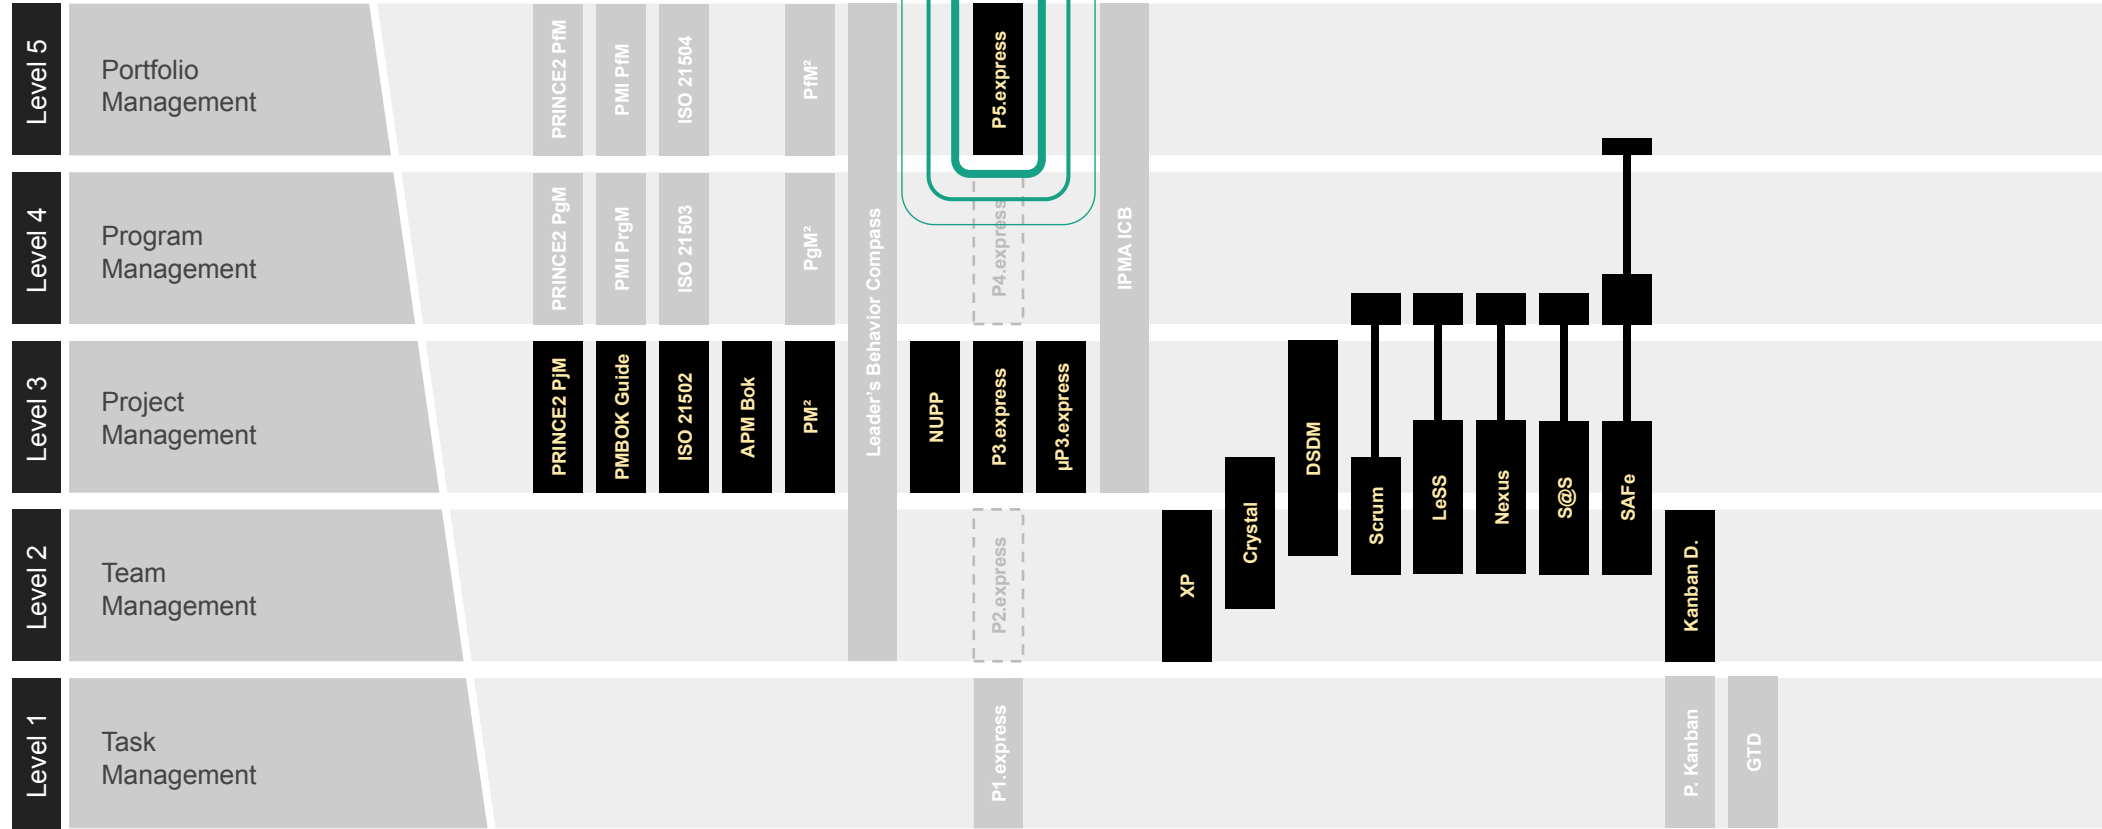 Level 5
Portfolio
Management
PRINCE2 PfM
PMI PfM
ISO 21504
PfM²
P5.express
Level 4
Program
Management
PRINCE2 PgM
PMI PrgM
ISO 21503
PgM²
Leader's Behavior Compass
P4.express
IPMA ICB
Level 3
Project
Management
PRINCE2 PjM
PMBOK Guide
ISO 21502
APM Bok
PM²
NUPP
P3.express
µP3.express
DSDM
Scrum
LeSS
Nexus
S@S
SAFe
Level 2
Team
Management
P2.express
XP
Crystal
Kanban D.
Level 1
Task
Management
P1.express
P. Kanban
GTD